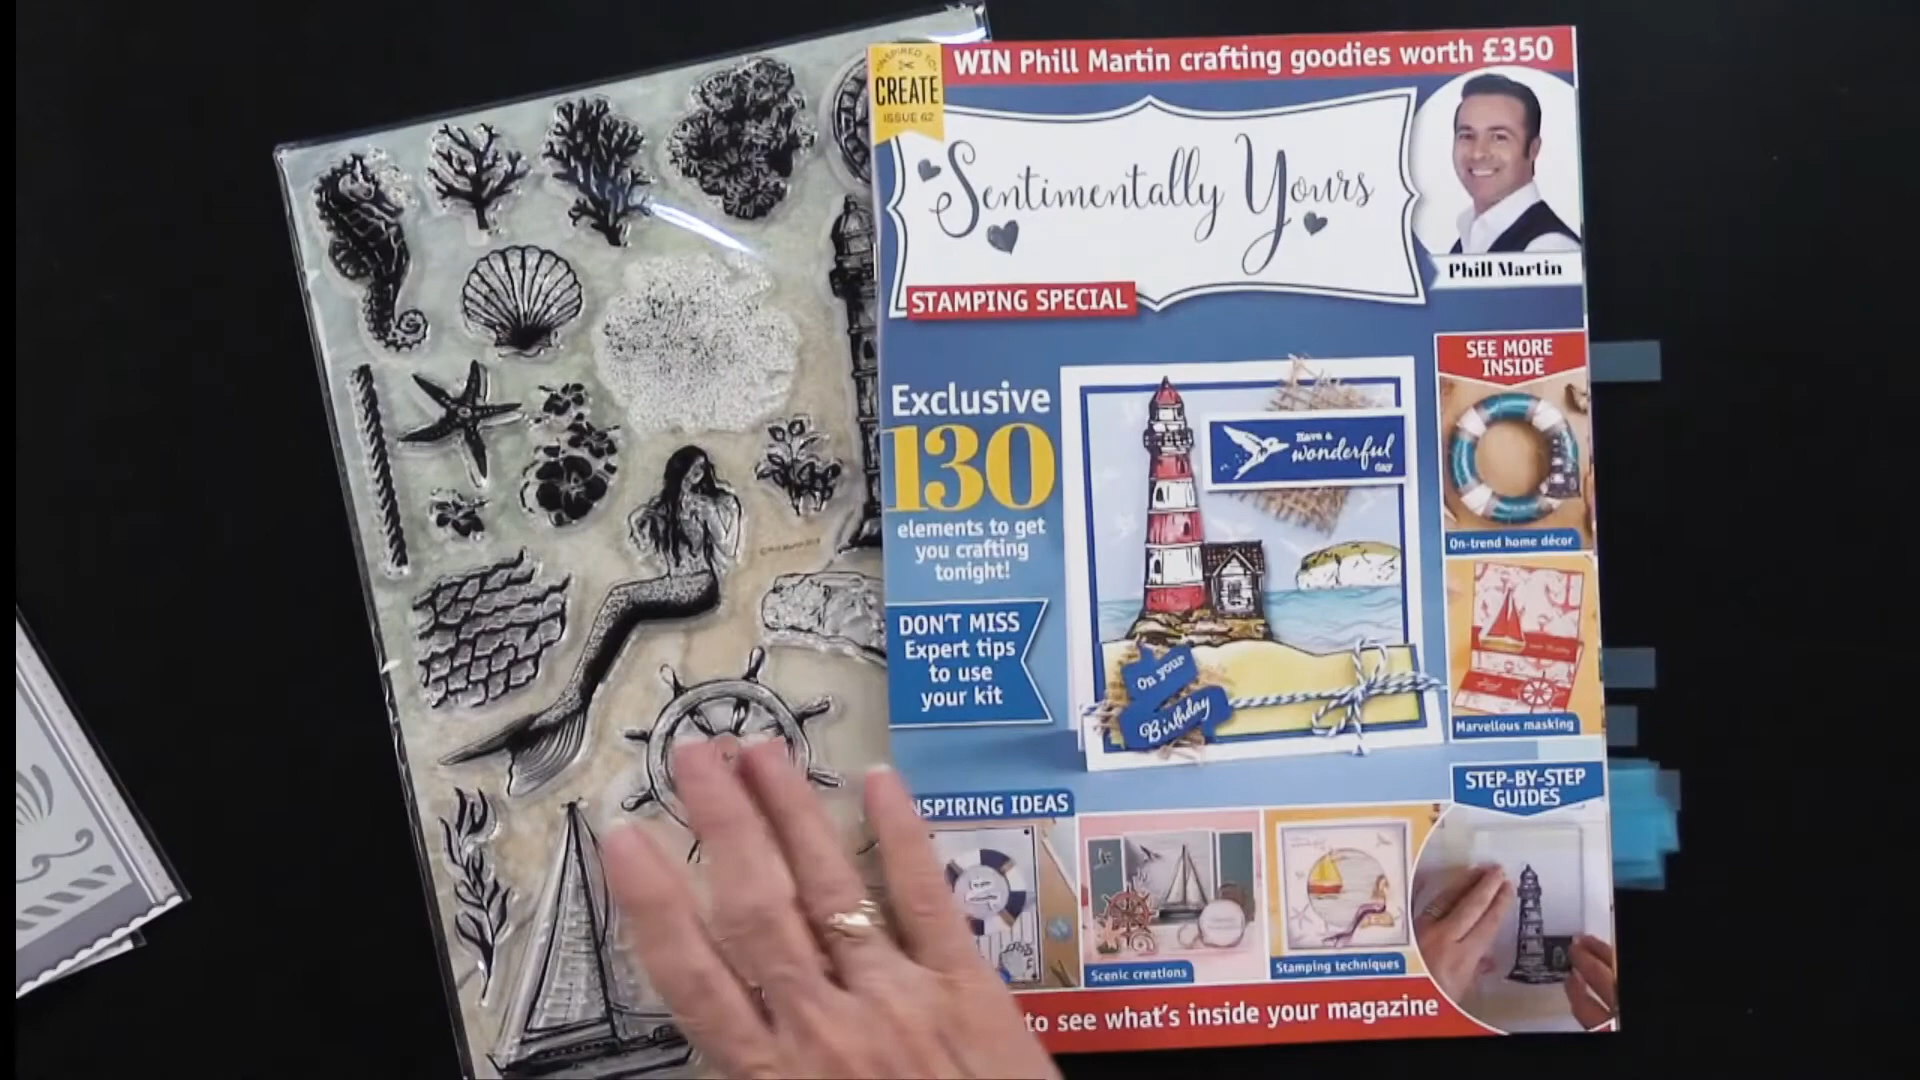 WIN Phill Martin crafting goodies worth £350
INSPIRED TO
CREATE
ISSUE 62
Sentimentally Yours
Phill Martin
STAMPING SPECIAL
SEE MORE
INSIDE
Exclusive
130
elements to get
you crafting
tonight!
Have a
wonderful
day
On-trend home décor
DON'T MISS
Expert tips
to use
your kit
On your
Birthday
Marvellous masking
STEP-BY-STEP
GUIDES
NSPIRING IDEAS
Scenic creations
Stamping techniques
to see what's inside your magazine